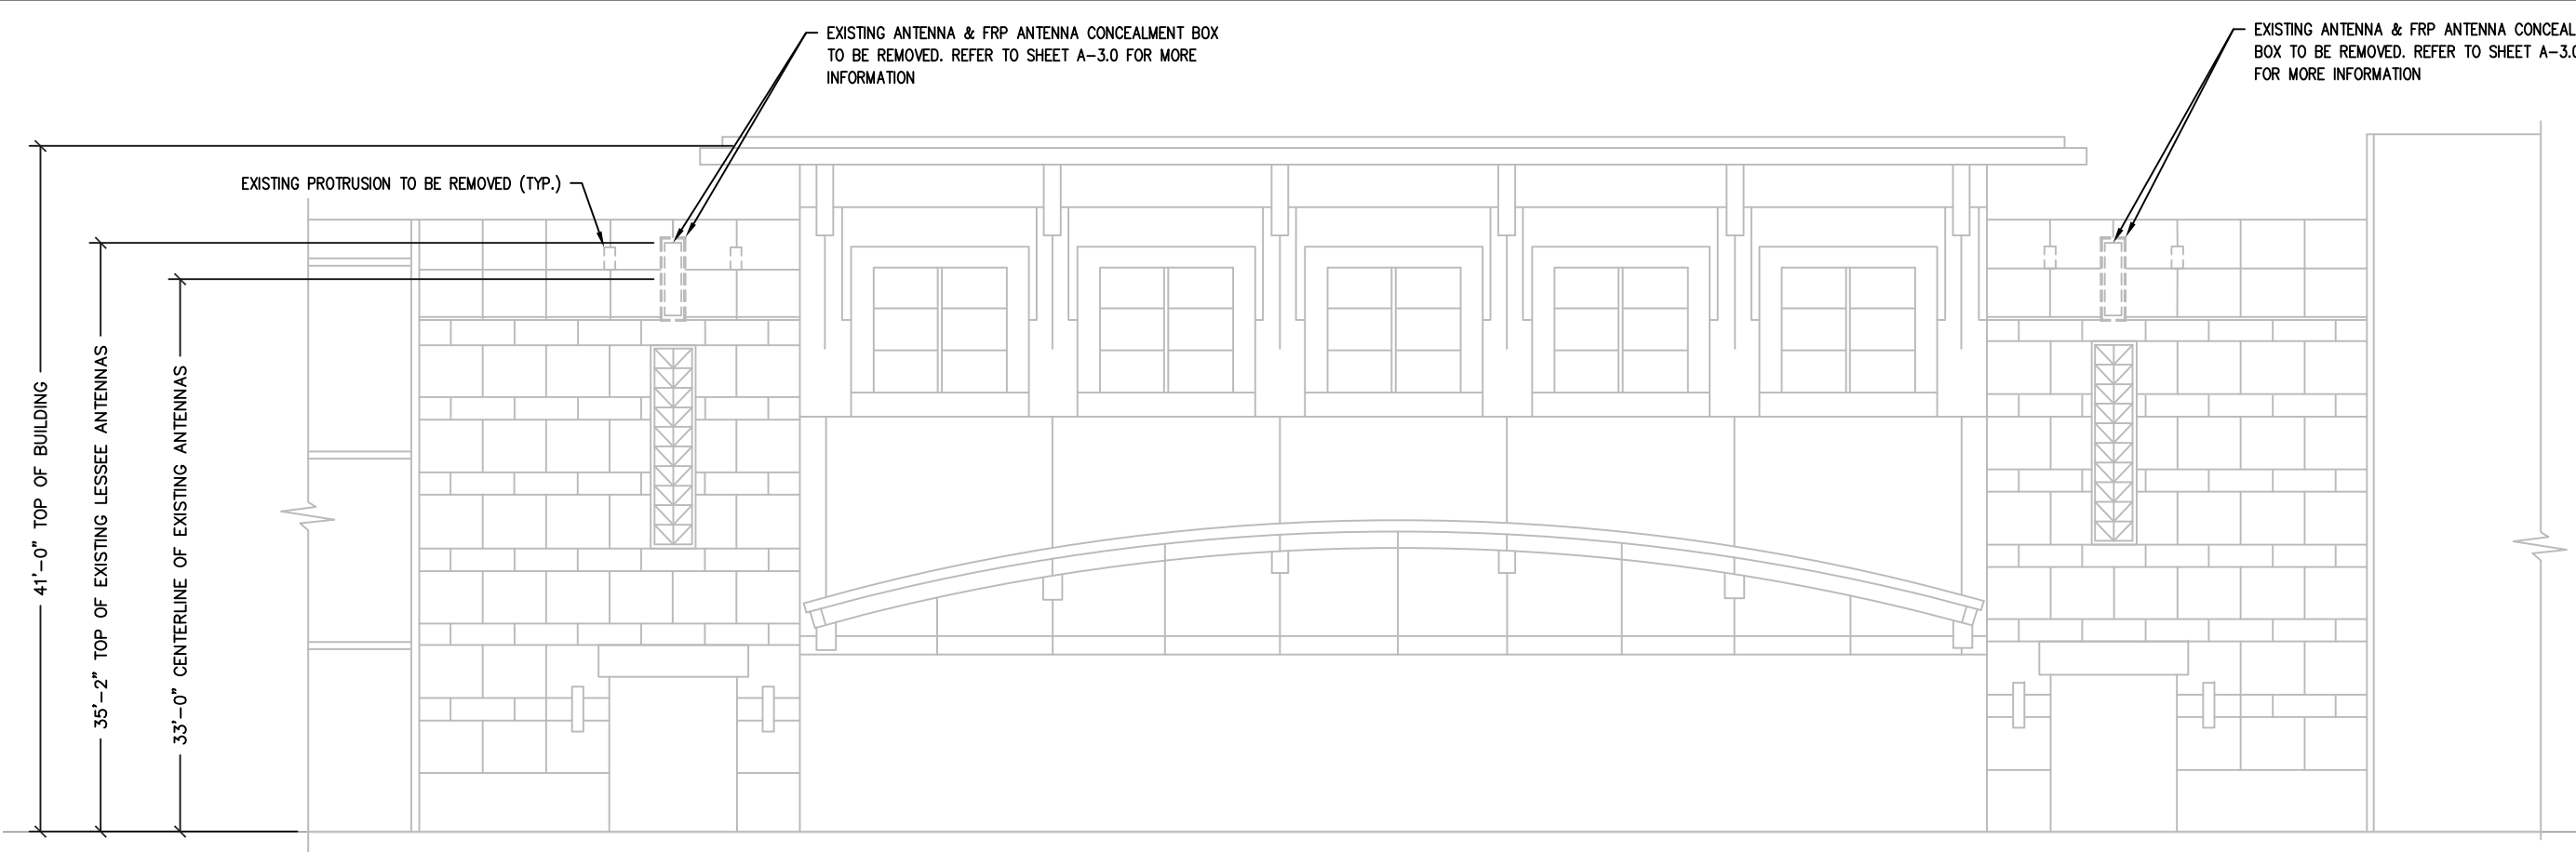 EXISTING ANTENNA & FRP ANTENNA CONCEALMENT BOX
TO BE REMOVED. REFER TO SHEET A-3.0 FOR MORE
INFORMATION
EXISTING ANTENNA & FRP ANTENNA CONCEAL
BOX TO BE REMOVED. REFER TO SHEET A-3.0
FOR MORE INFORMATION
EXISTING PROTRUSION TO BE REMOVED (TYP.)
41'-0" TOP OF BUILDING
35'-2" TOP OF EXISTING LESSEE ANTENNAS
33'-0" CENTERLINE OF EXISTING ANTENNAS